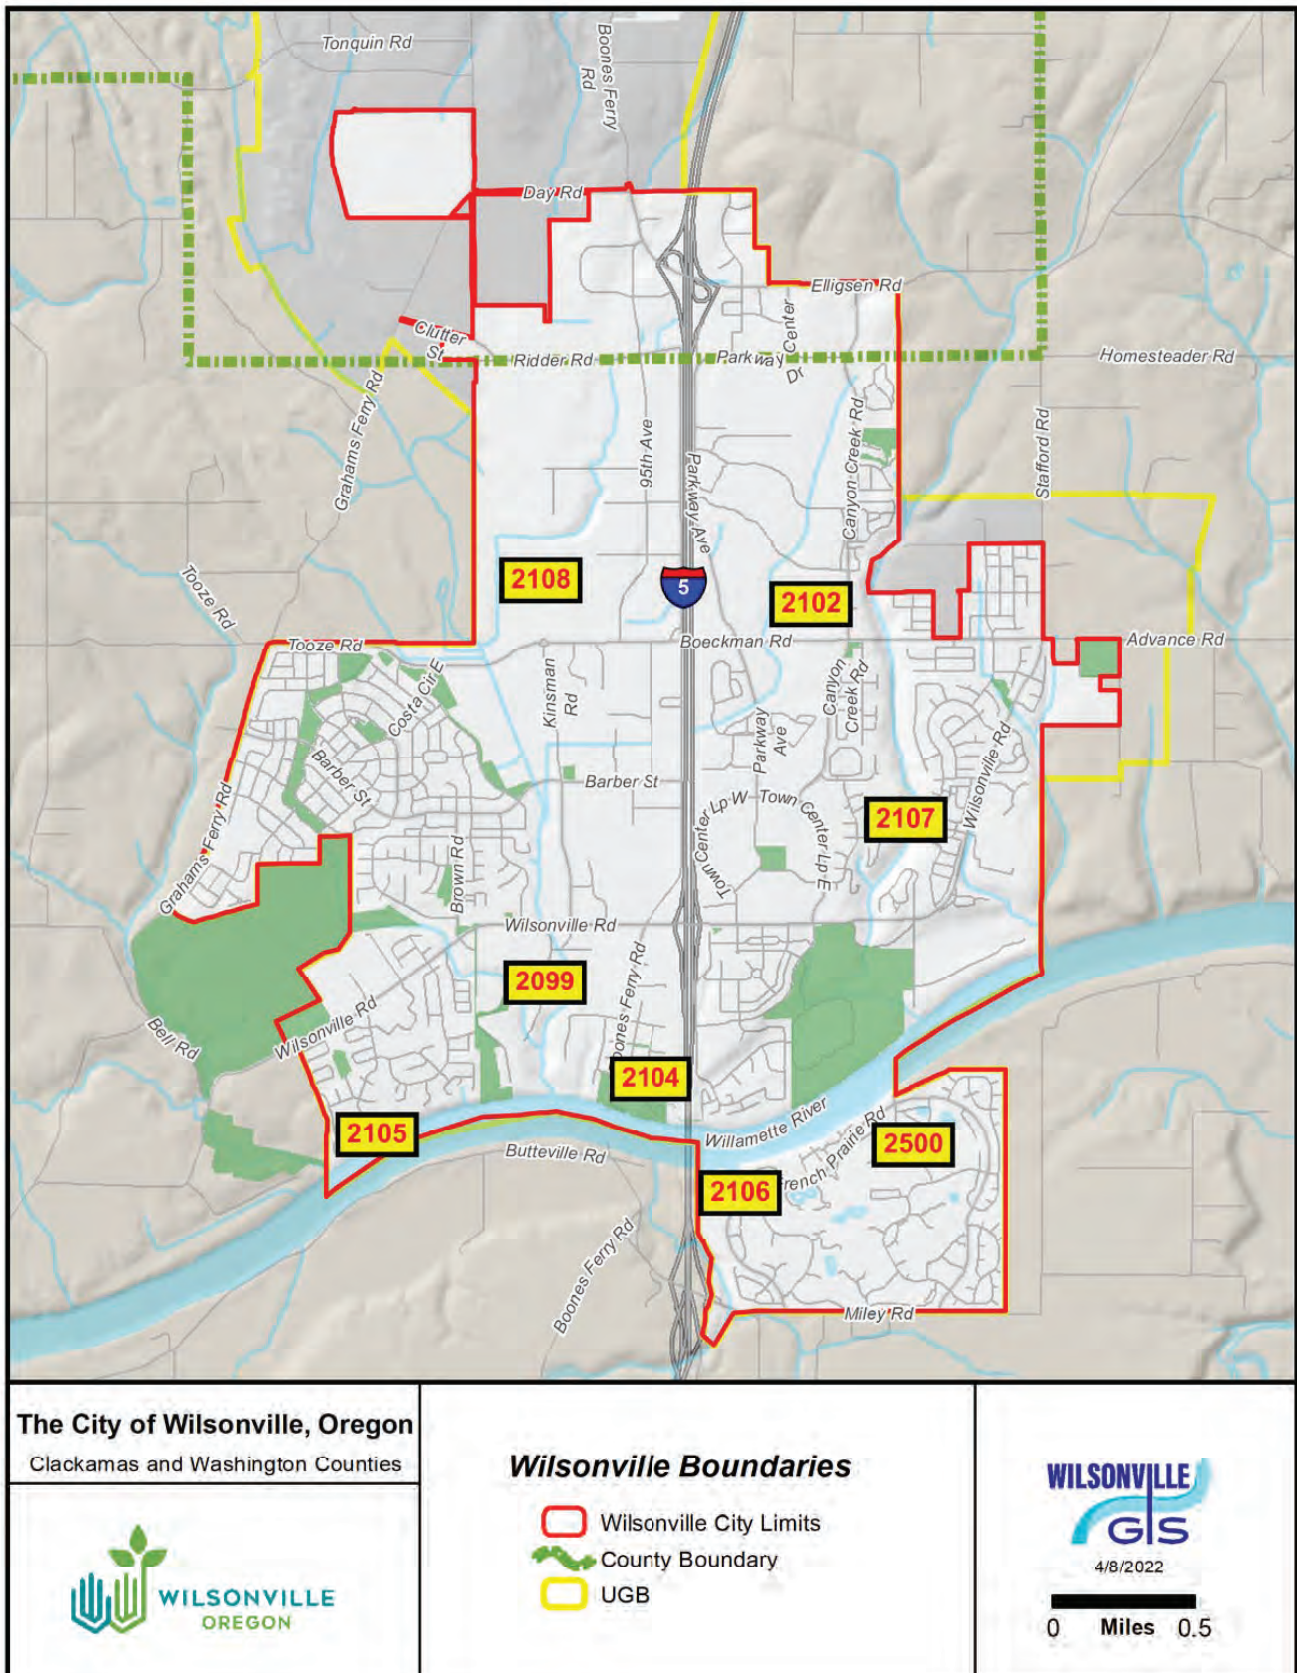 Tonquin Rd
Boones Ferry
Rd
Day Rd
Elligsen Rd
Clutter
St
Ridder Rd
Parkway Center
Dr
Homesteader Rd
Grahams Ferry Rd
95th Ave
Parkway Ave
Canyon Creek Rd
Stafford Rd
Tooze Rd
2108
5
2102
Tooze Rd
Boeckman Rd
Advance Rd
Costa Cir E
Kinsman
Rd
Canyon
Creek Rd
Parkway
Ave
Barber St
Barber St
Wilsonville Rd
Town Center Lp W
Town Center Lp E
2107
Grahams Ferry Rd
Brown Rd
Wilsonville Rd
2099
Boones Ferry Rd
Bell Rd
Wilsonville Rd
2104
2105
Willamette River
Butteville Rd
French Prairie Rd
2500
2106
Boones Ferry Rd
Miley Rd
The City of Wilsonville, Oregon
Clackamas and Washington Counties
WILSONVILLE
OREGON
Wilsonville Boundaries
Wilsonville City Limits
County Boundary
UGB
WILSONVILLE
GIS
4/8/2022
0 Miles 0.5